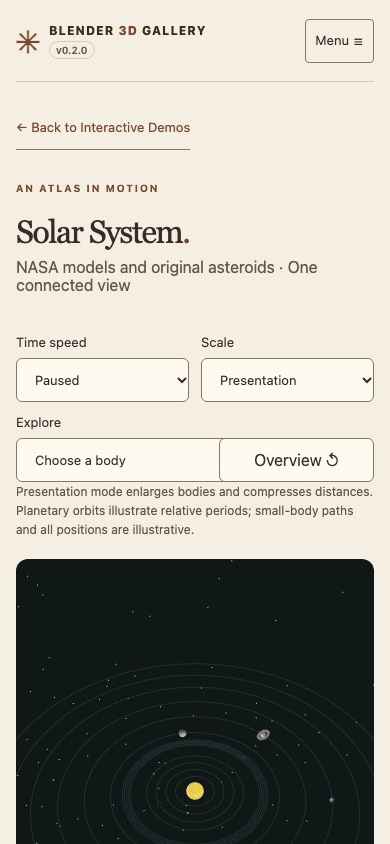 BLENDER 3D GALLERY
v0.2.0
Menu ≡
← Back to Interactive Demos
AN ATLAS IN MOTION
Solar System.
NASA models and original asteroids · One
connected view
Time speed
Scale
Paused
Presentation
Explore
Choose a body
Overview ↺
Presentation mode enlarges bodies and compresses distances.
Planetary orbits illustrate relative periods; small-body paths
and all positions are illustrative.